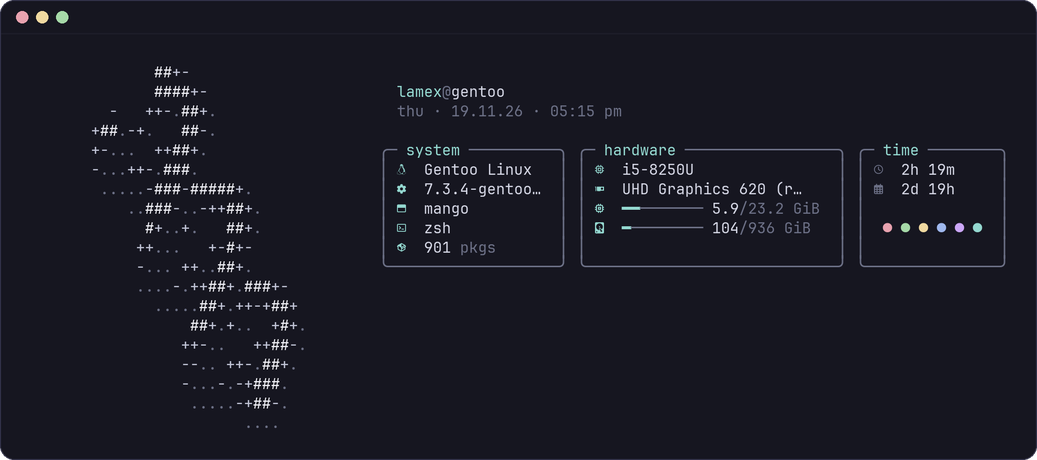 lamex@gentoo
thu · 19.11.26 · 05:15 pm
system
Gentoo Linux
7.3.4-gentoo…
mango
zsh
901 pkgs
hardware
i5-8250U
UHD Graphics 620 (r…
5.9/23.2 GiB
104/936 GiB
time
2h 19m
2d 19h